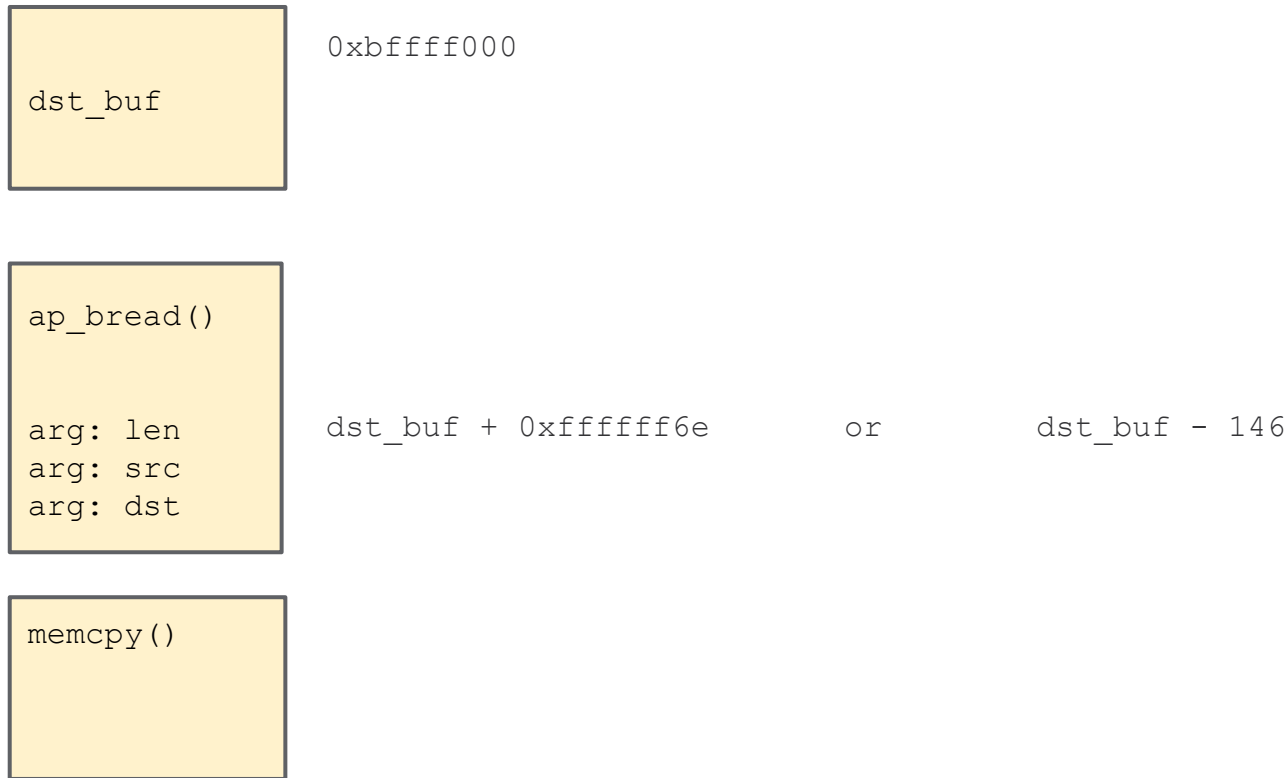 0xbffff000
dst_buf
ap_bread()
arg: len
dst_buf + 0xffffff6e or dst_buf - 146
arg: src
arg: dst
memcpy()